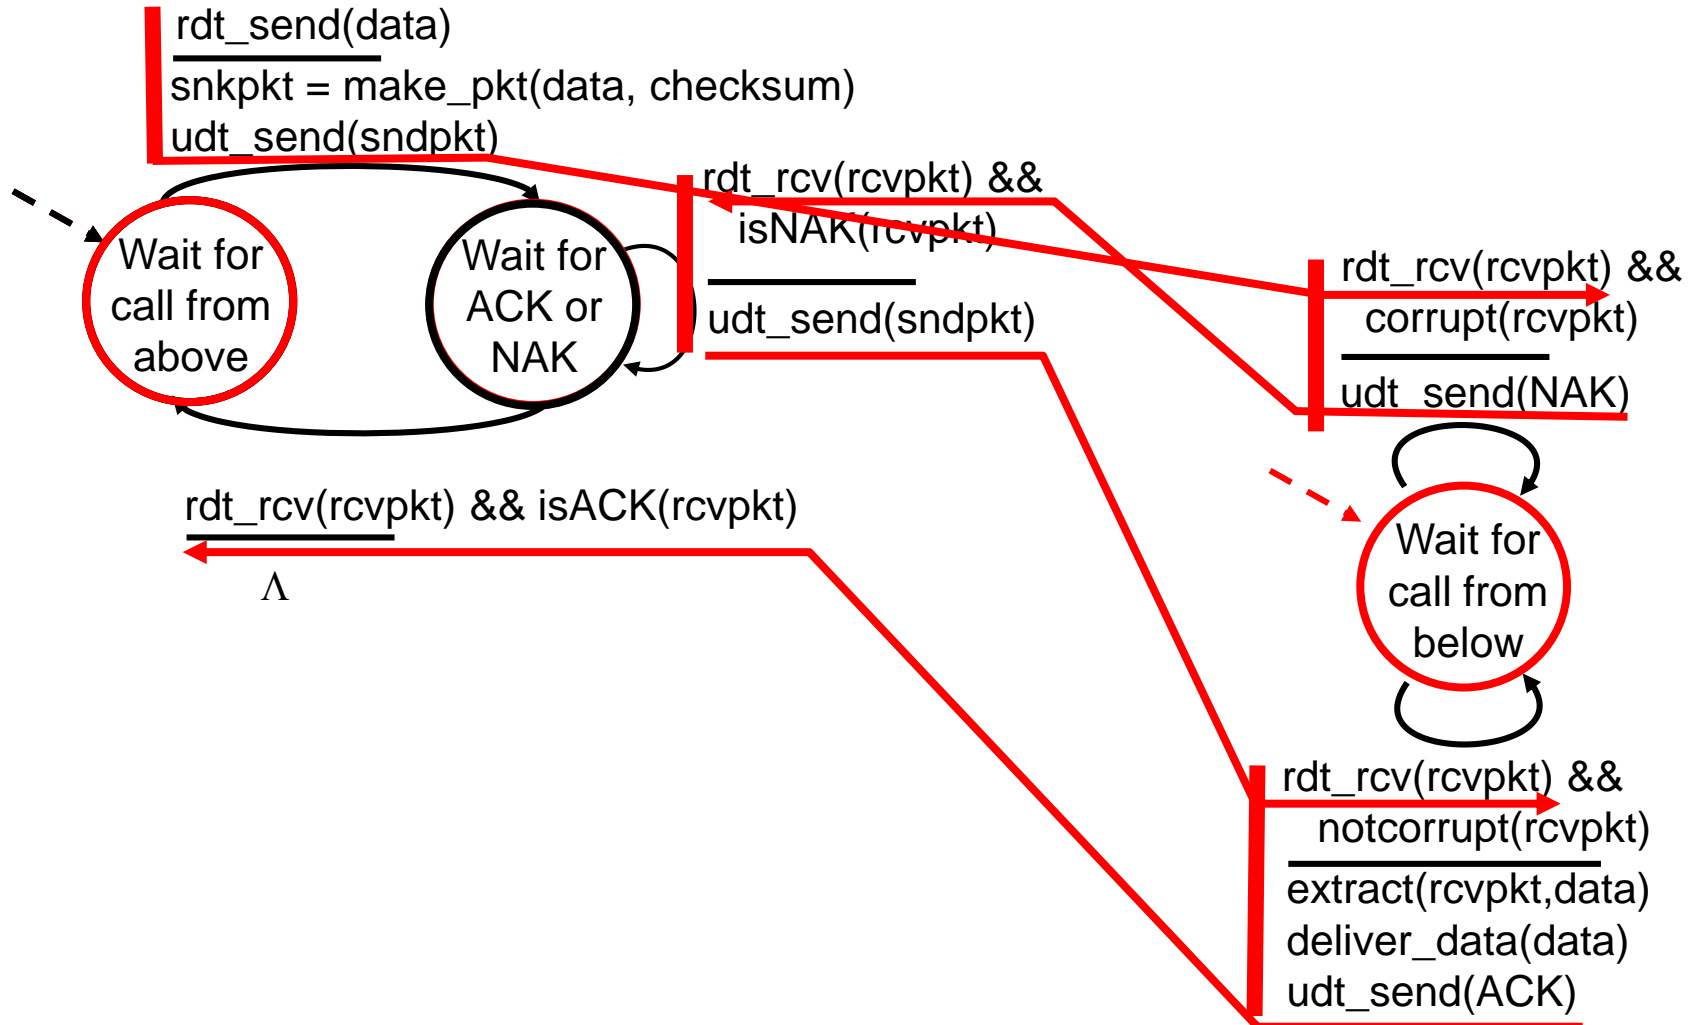 rdt_send(data)
snkpkt = make_pkt(data, checksum)
udt_send(sndpkt)
rdt_rcv(rcvpkt) &&
isNAK(rcvpkt)
udt_send(sndpkt)
Wait for
call from
above
Wait for
ACK or
NAK
rdt_rcv(rcvpkt) && isACK(rcvpkt)
Λ
rdt_rcv(rcvpkt) &&
corrupt(rcvpkt)
udt_send(NAK)
Wait for
call from
below
rdt_rcv(rcvpkt) &&
notcorrupt(rcvpkt)
extract(rcvpkt,data)
deliver_data(data)
udt_send(ACK)